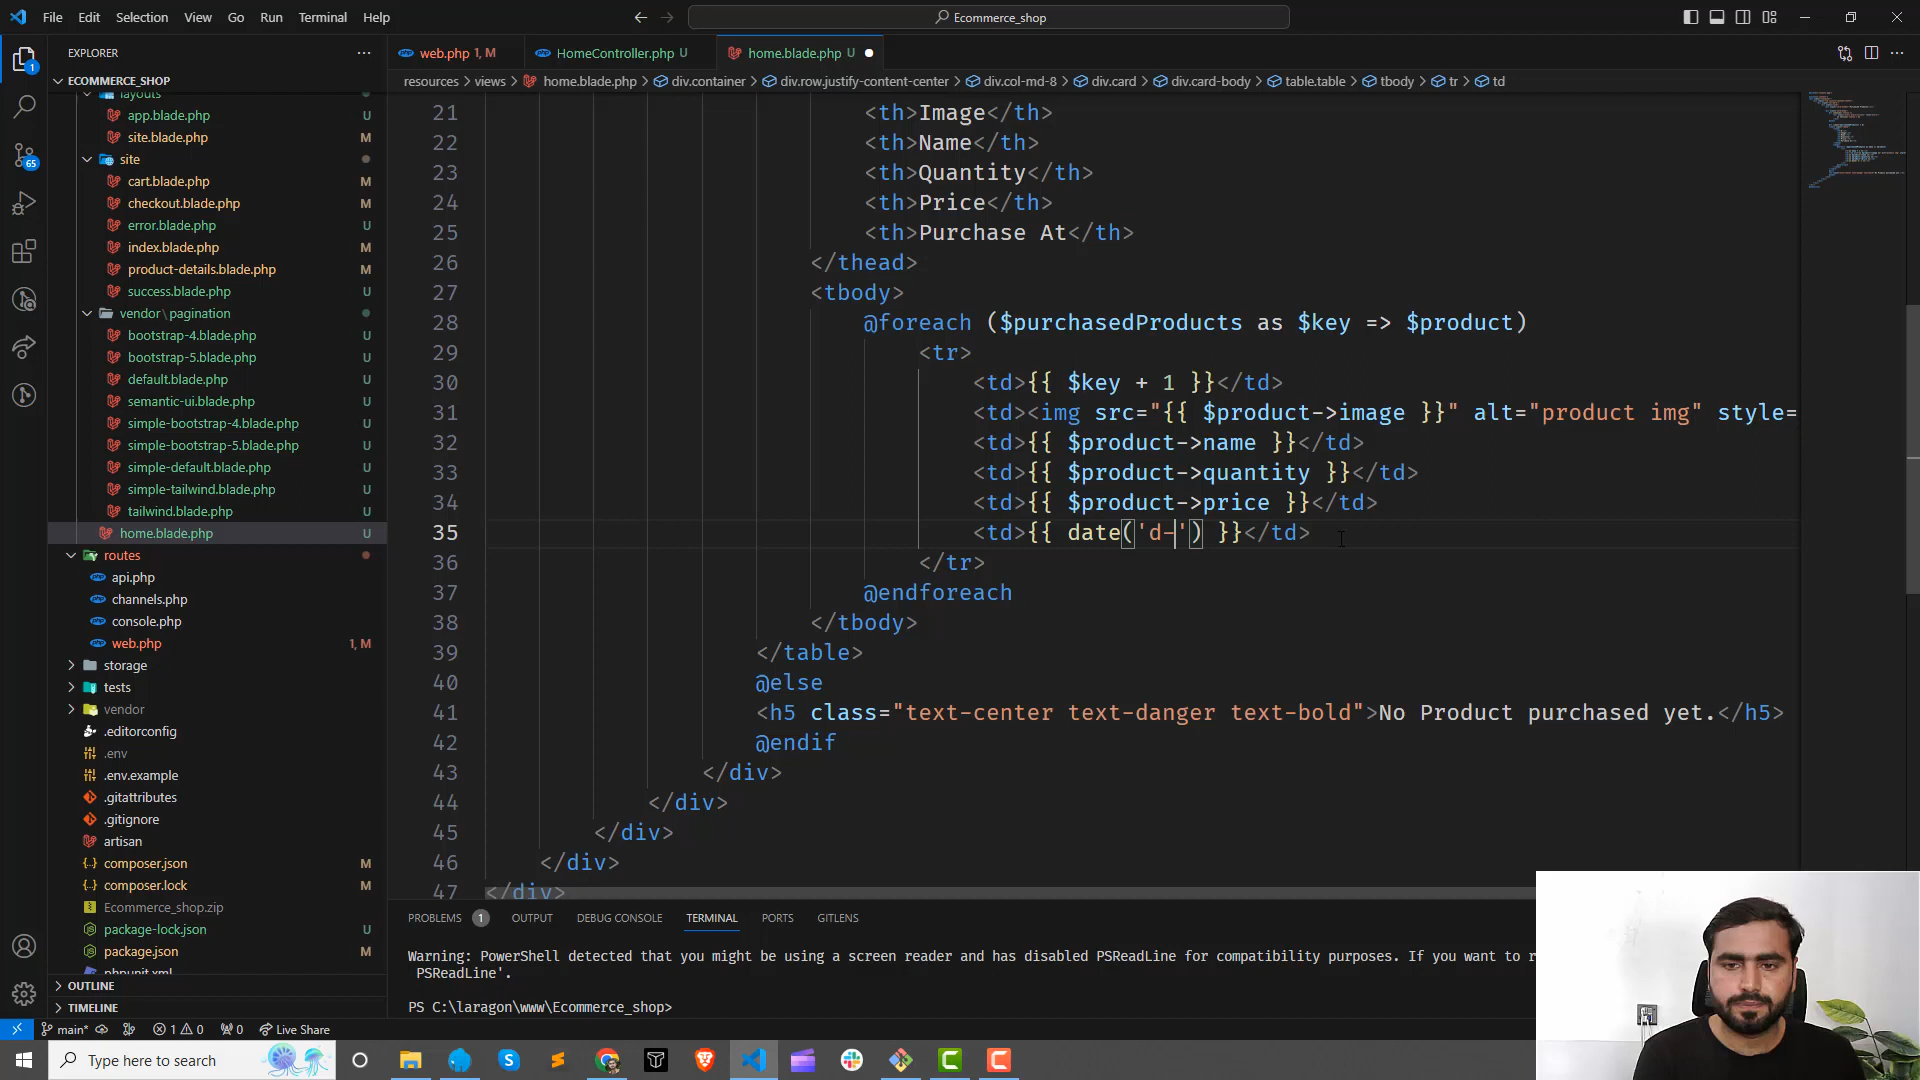 File Edit Selection View Go Run Terminal Help
Ecommerce_shop
EXPLORER
web.php 1, M
HomeController.php U
home.blade.php U
ECOMMERCE_SHOP
resources > views > home.blade.php > div.container > div.row.justify-content-center > div.col-md-8 > div.card > div.card-body > table.table > tbody > tr > td
layouts
app.blade.php U
site.blade.php M
site
cart.blade.php M
checkout.blade.php M
error.blade.php U
index.blade.php M
product-details.blade.php M
success.blade.php U
vendor\pagination
bootstrap-4.blade.php U
bootstrap-5.blade.php U
default.blade.php U
semantic-ui.blade.php U
simple-bootstrap-4.blade.php U
simple-bootstrap-5.blade.php U
simple-default.blade.php U
simple-tailwind.blade.php U
tailwind.blade.php U
home.blade.php U
routes
api.php
channels.php
console.php
web.php 1, M
storage
tests
vendor
.editorconfig
.env
.env.example
.gitattributes
.gitignore
artisan
composer.json M
composer.lock M
Ecommerce_shop.zip
package-lock.json U
package.json M
phpunit.xml
OUTLINE
TIMELINE
21 <th>Image</th>
22 <th>Name</th>
23 <th>Quantity</th>
24 <th>Price</th>
25 <th>Purchase At</th>
26 </thead>
27 <tbody>
28 @foreach ($purchasedProducts as $key => $product)
29 <tr>
30 <td>{{ $key + 1 }}</td>
31 <td><img src="{{ $product->image }}" alt="product img" style=
32 <td>{{ $product->name }}</td>
33 <td>{{ $product->quantity }}</td>
34 <td>{{ $product->price }}</td>
35 <td>{{ date('d-') }}</td>
36 </tr>
37 @endforeach
38 </tbody>
39 </table>
40 @else
41 <h5 class="text-center text-danger text-bold">No Product purchased yet.</h5>
42 @endif
43 </div>
44 </div>
45 </div>
46 </div>
47 </div>
PROBLEMS 1 OUTPUT DEBUG CONSOLE TERMINAL PORTS GITLENS
Warning: PowerShell detected that you might be using a screen reader and has disabled PSReadLine for compatibility purposes. If you want to r
PSReadLine'.
PS C:\laragon\www\Ecommerce_shop>
main* 1 0 0 Live Share
Type here to search
1
65